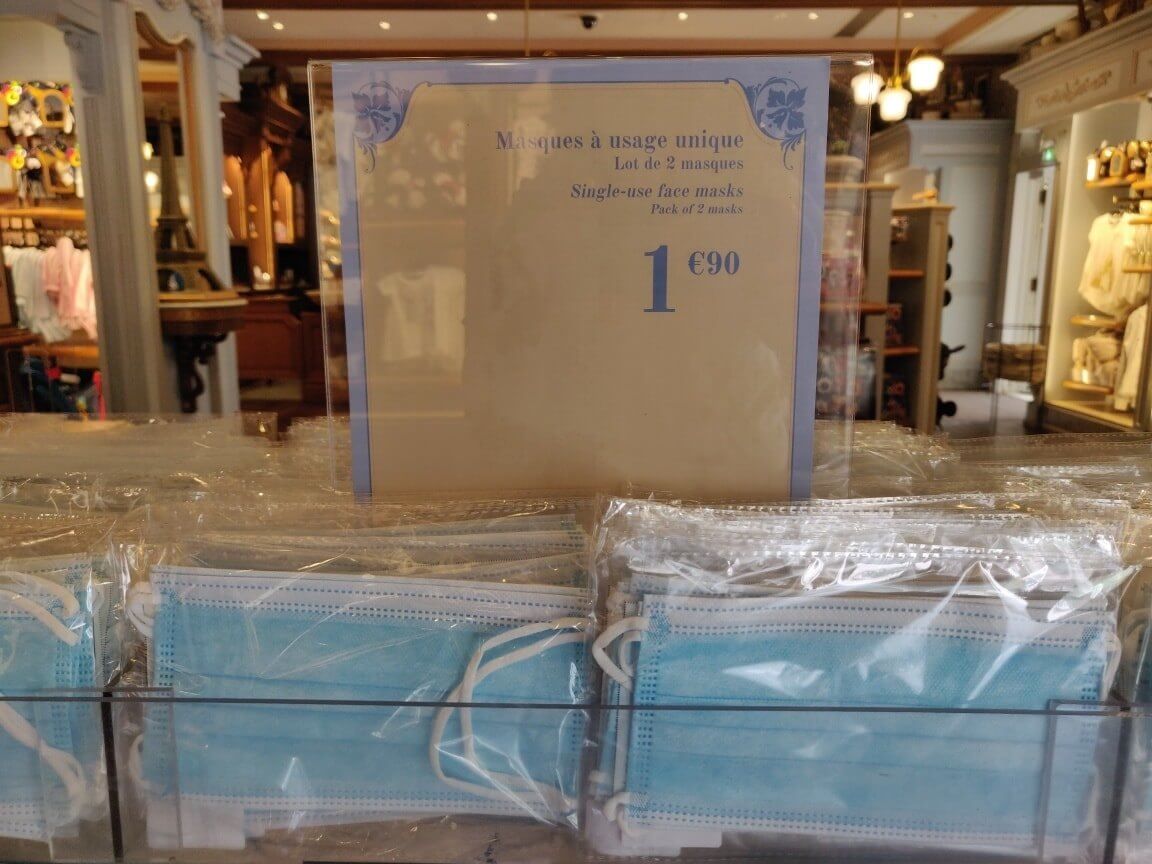 Masques à usage unique
Lot de 2 masques
Single-use face masks
Pack of 2 masks
1 €90